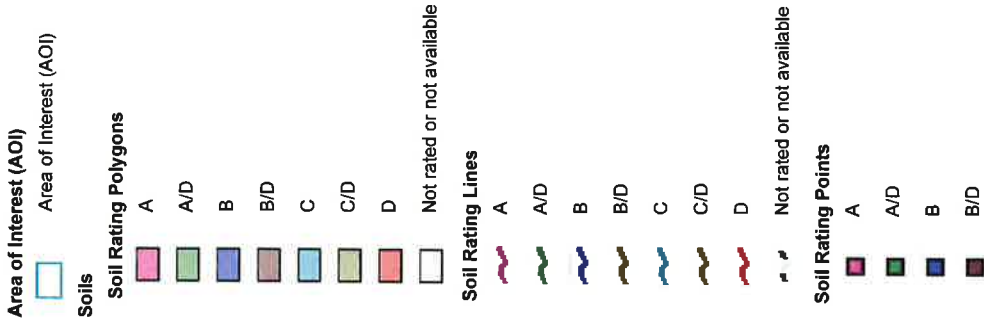 Area of Interest (AOI)
Area of Interest (AOI)
Soils
Soil Rating Polygons
A
A/D
B
B/D
C
C/D
D
Not rated or not available
Soil Rating Lines
A
A/D
B
B/D
C
C/D
D
Not rated or not available
Soil Rating Points
A
A/D
B
B/D